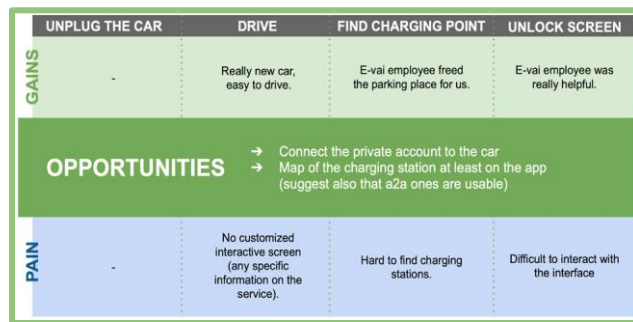 UNPLUG THE CAR
DRIVE
FIND CHARGING POINT
UNLOCK SCREEN
GAINS
-
Really new car,
easy to drive.
E-vai employee freed
the parking place for us.
E-vai employee was
really helpful.
OPPORTUNITIES
→ Connect the private account to the car
→ Map of the charging station at least on the app
(suggest also that a2a ones are usable)
PAIN
-
No customized
interactive screen
(any specific
information on the
service).
Hard to find charging
stations.
Difficult to interact with
the interface